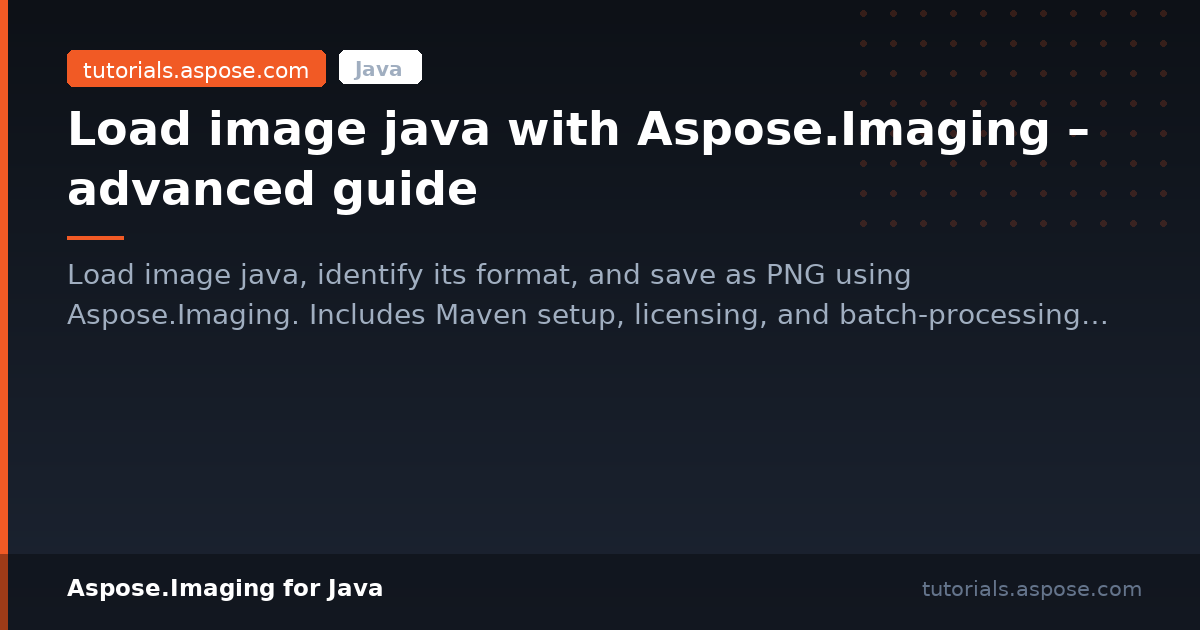 tutorials.aspose.com
Java
Load image java with Aspose.Imaging –
advanced guide
Load image java, identify its format, and save as PNG using
Aspose.Imaging. Includes Maven setup, licensing, and batch-processing…
Aspose.Imaging for Java
tutorials.aspose.com